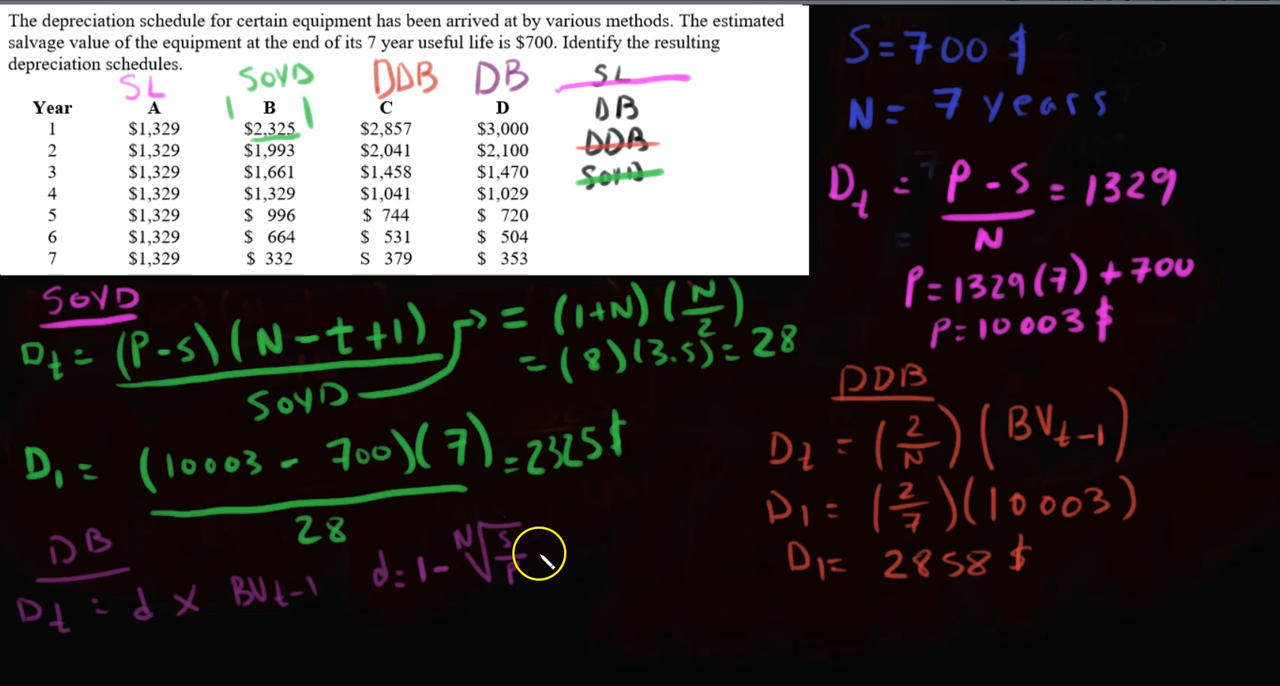 The depreciation schedule for certain equipment has been arrived at by various methods. The estimated
salvage value of the equipment at the end of its 7 year useful life is $700. Identify the resulting
depreciation schedules.
SL SOYD DDB DB
Year A B C D
1 $1,329 $2,325 $2,857 $3,000
2 $1,329 $1,993 $2,041 $2,100
3 $1,329 $1,661 $1,458 $1,470
4 $1,329 $1,329 $1,041 $1,029
5 $1,329 $ 996 $ 744 $ 720
6 $1,329 $ 664 $ 531 $ 504
7 $1,329 $ 332 $ 379 $ 353
SL
DB
DDB
SOYD
S=700 $
N= 7 years
Dt = P-S/N = 1329
P=1329(7)+700
P=10003$
SOYD
Dt = (P-S)(N-t+1)/SOYD = (1+N)(N/2)
= (8)(3.5)=28
D1 = (10003 - 700)(7)/28 =2325$
DDB
Dt = (2/N)(BVt-1)
D1= (2/7)(10003)
D1= 2858 $
DB
Dt = d x BVt-1 d=1-N√S/P